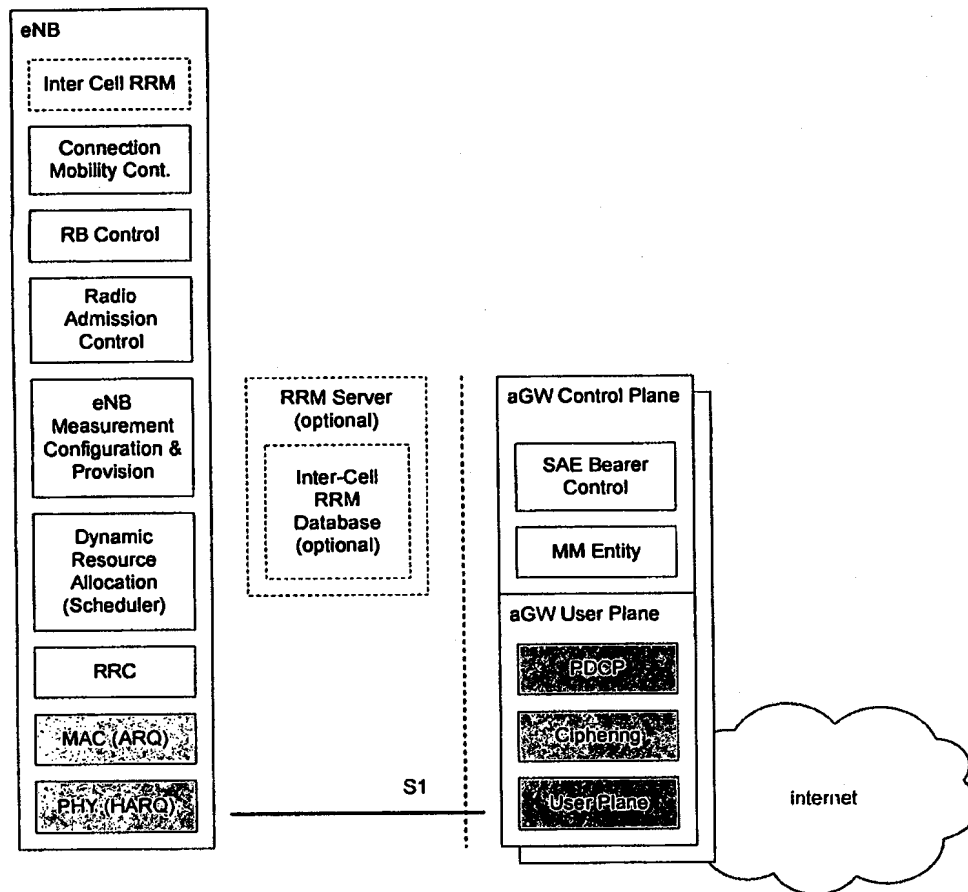 eNB
Inter Cell RRM
Connection
Mobility Cont.
RB Control
Radio
Admission
Control
eNB
Measurement
Configuration &
Provision
Dynamic
Resource
Allocation
(Scheduler)
RRC
MAC (ARQ)
PHY (HARQ)
RRM Server
(optional)
Inter-Cell
RRM
Database
(optional)
S1
aGW Control Plane
SAE Bearer
Control
MM Entity
aGW User Plane
PDCP
Ciphering
User Plane
internet